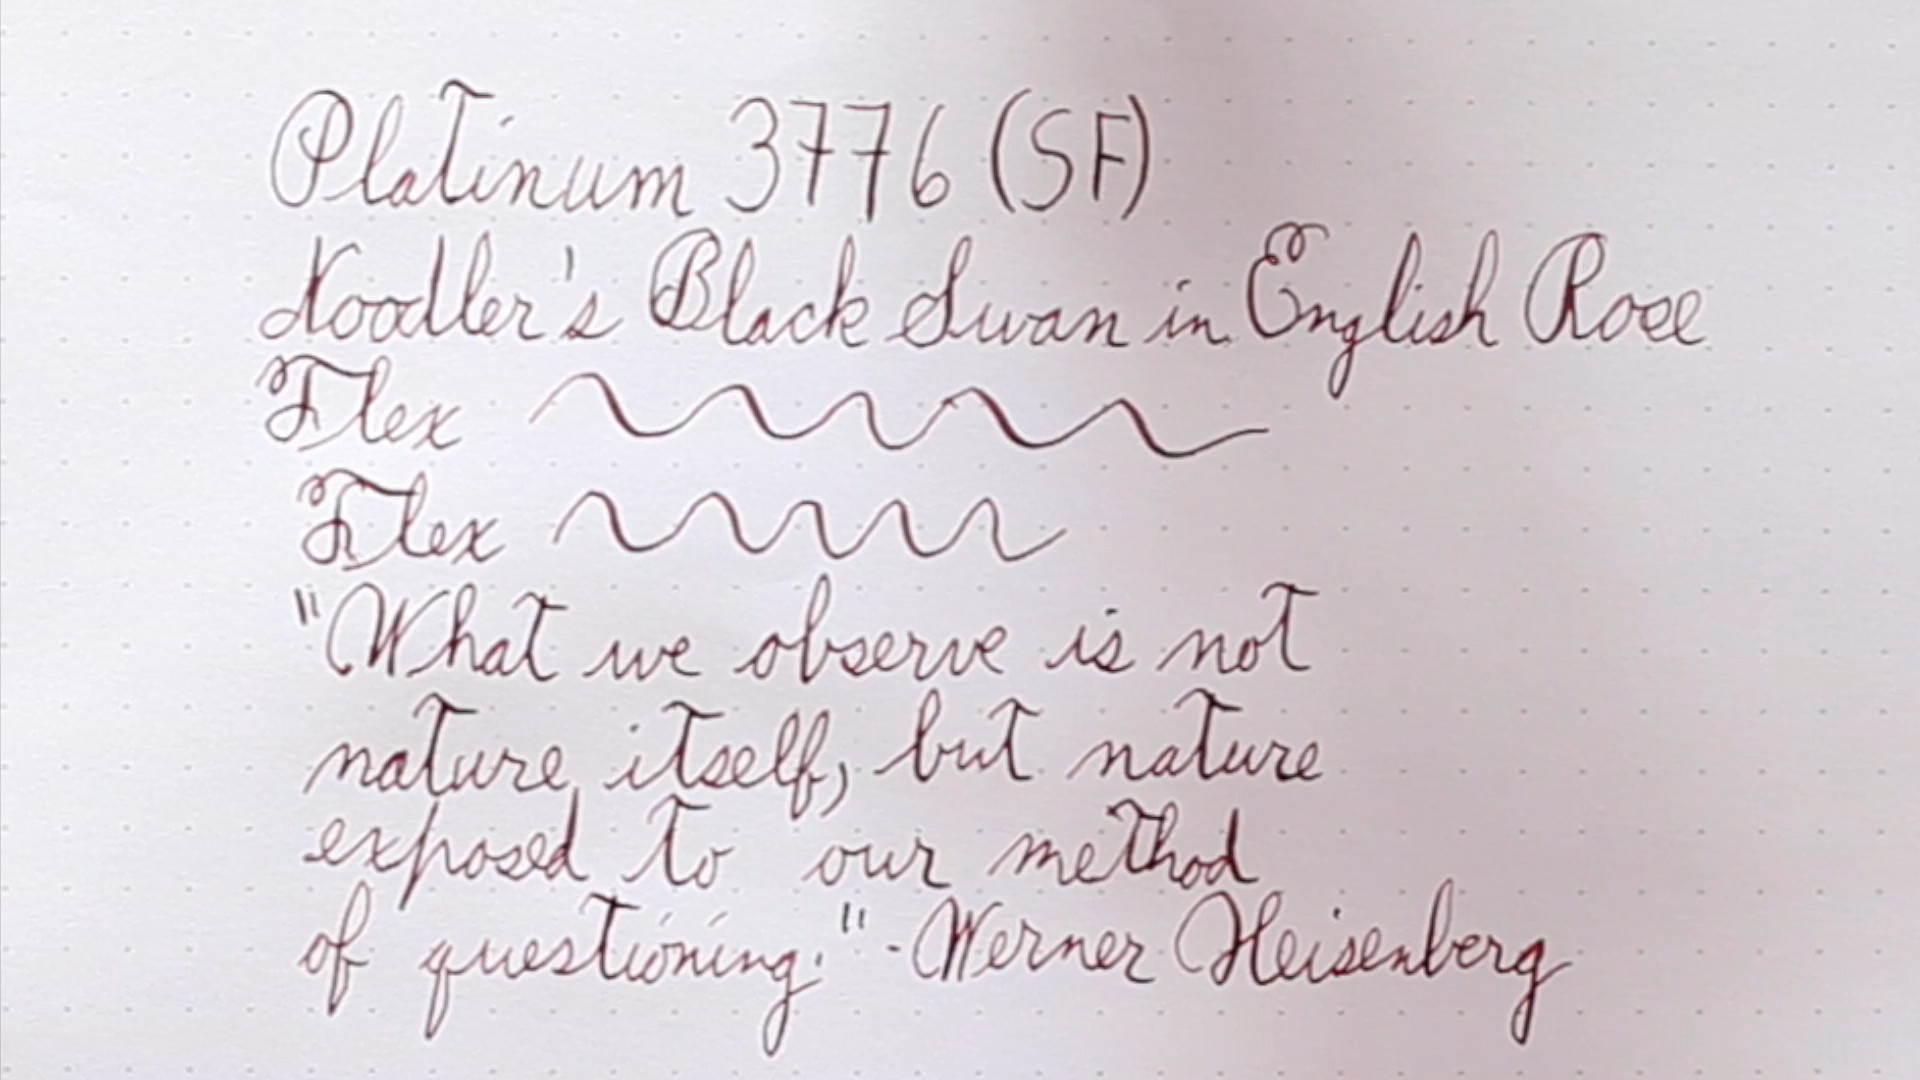 Platinum 3776 (SF)
Noodler's Black Swan in English Rose
Flex
Flex
"What we observe is not
nature itself, but nature
exposed to our method
of questioning." - Werner Heisenberg